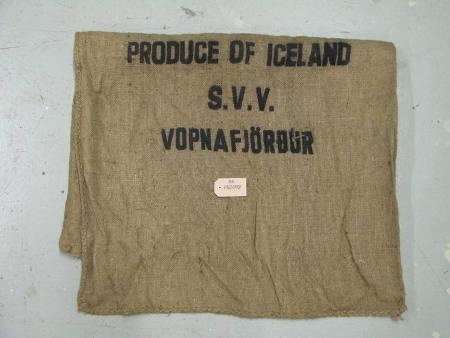 PRODUCE OF ICELAND
S.V.V.
VOPNAFJÖRÐUR